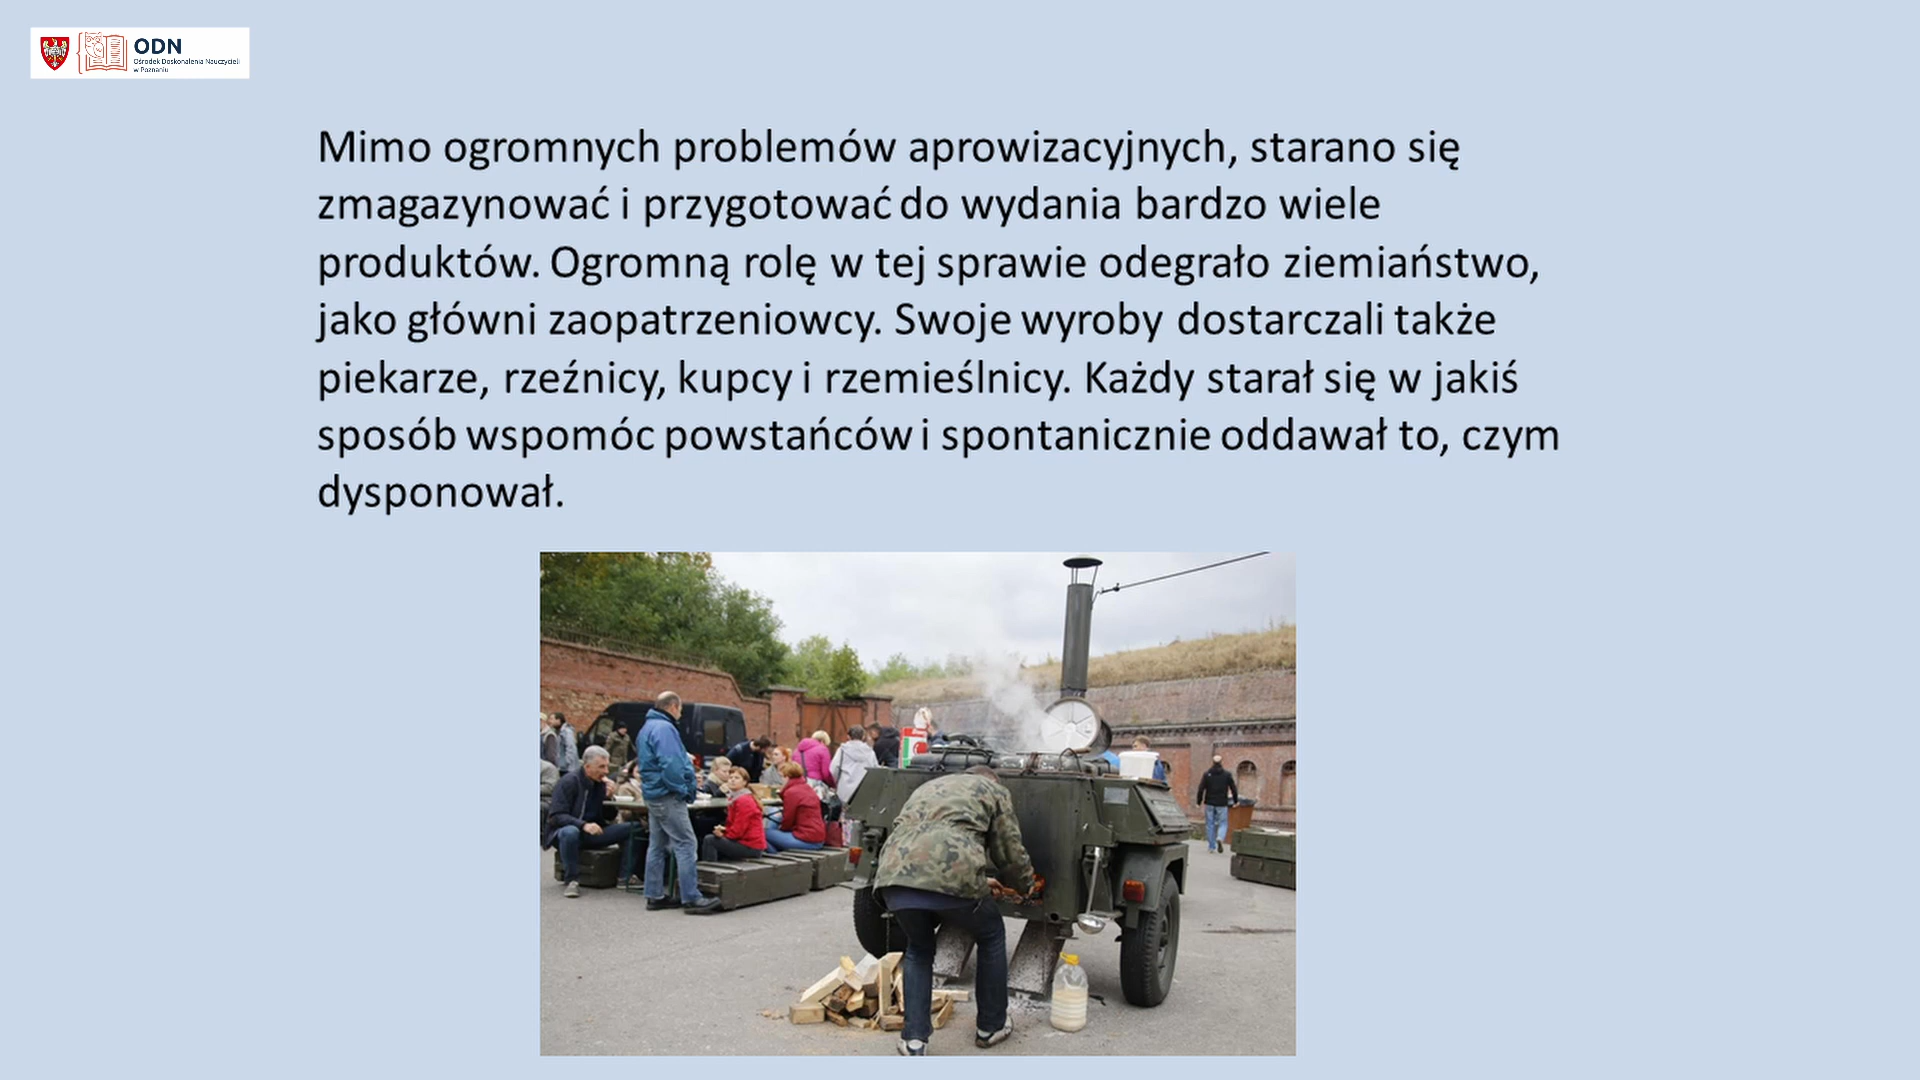 ODN
Ośrodek Doskonalenia Nauczycieli
w Poznaniu
Mimo ogromnych problemów aprowizacyjnych, starano się
zmagazynować i przygotować do wydania bardzo wiele
produktów. Ogromną rolę w tej sprawie odegrało ziemiaństwo,
jako główni zaopatrzeniowcy. Swoje wyroby dostarczali także
piekarze, rzeźnicy, kupcy i rzemieślnicy. Każdy starał się w jakiś
sposób wspomóc powstańców i spontanicznie oddawał to, czym
dysponował.